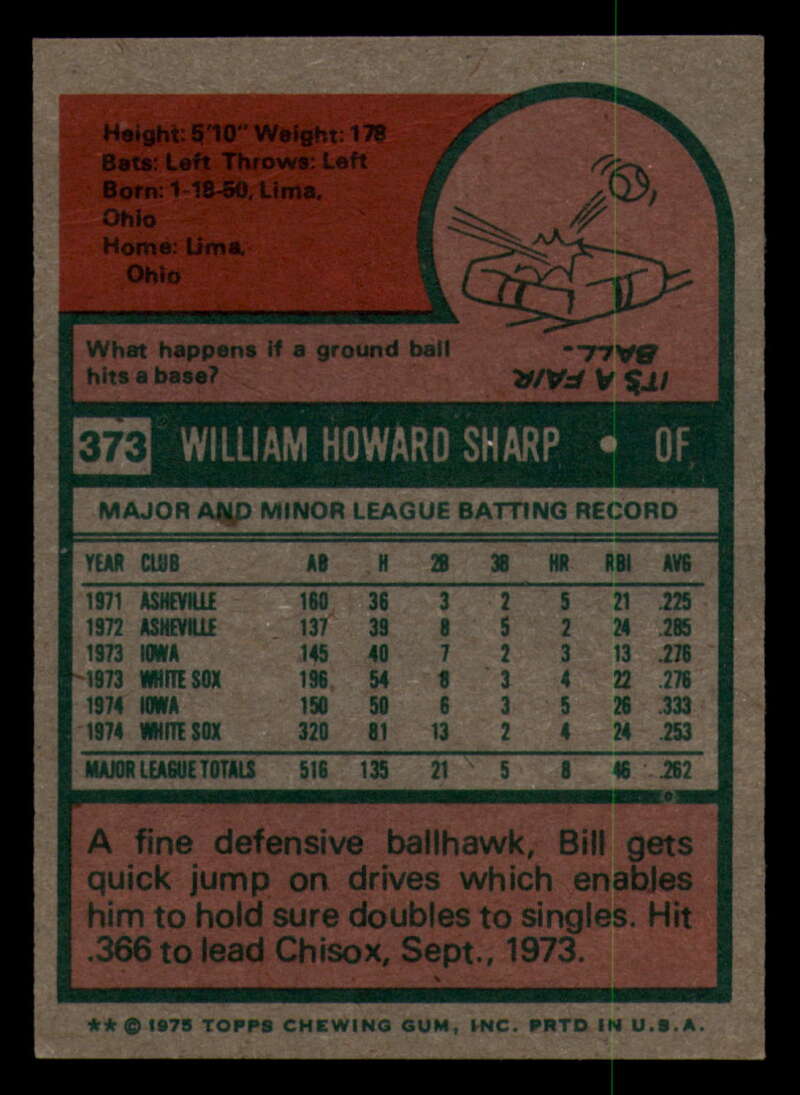 Height: 5'10" Weight: 178
Bats: Left Throws: Left
Born: 1-18-50, Lima,
Ohio
Home: Lima,
Ohio
What happens if a ground ball
hits a base?
IT'S A FAIR
BALL-
373 WILLIAM HOWARD SHARP • OF
MAJOR AND MINOR LEAGUE BATTING RECORD
YEAR CLUB AB H 2B 3B HR RBI AVG
1971 ASHEVILLE 160 36 3 2 5 21 .225
1972 ASHEVILLE 137 39 8 5 2 24 .285
1973 IOWA 145 40 7 2 3 13 .276
1973 WHITE SOX 196 54 8 3 4 22 .276
1974 IOWA 150 50 6 3 5 26 .333
1974 WHITE SOX 320 81 13 2 4 24 .253
MAJOR LEAGUE TOTALS 516 135 21 5 8 46 .262
A fine defensive ballhawk, Bill gets
quick jump on drives which enables
him to hold sure doubles to singles. Hit
.366 to lead Chisox, Sept., 1973.
** © 1975 TOPPS CHEWING GUM, INC. PRTD IN U.S.A.